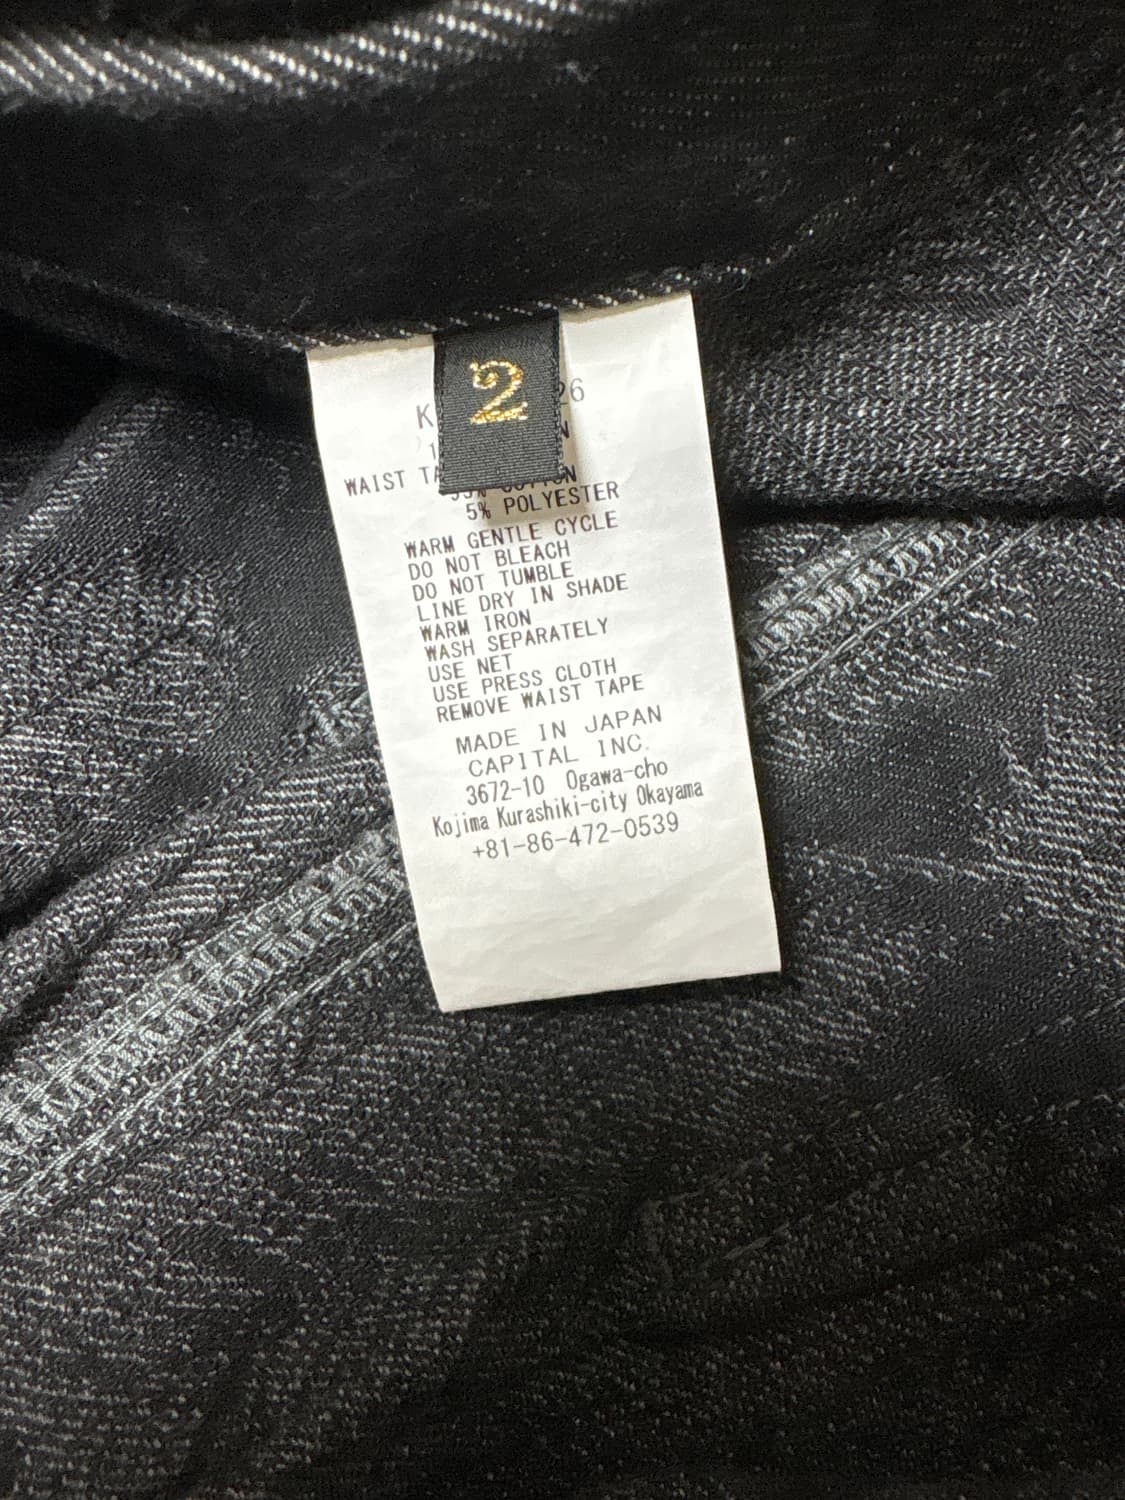 2
26
WAIST
5% POLYESTER
WARM GENTLE CYCLE
DO NOT BLEACH
DO NOT TUMBLE
LINE DRY IN SHADE
WARM IRON
WASH SEPARATELY
USE NET
USE PRESS CLOTH
REMOVE WAIST TAPE
MADE IN JAPAN
CAPITAL INC.
3672-10 Ogawa-cho
Kojima Kurashiki-city Okayama
+81-86-472-0539